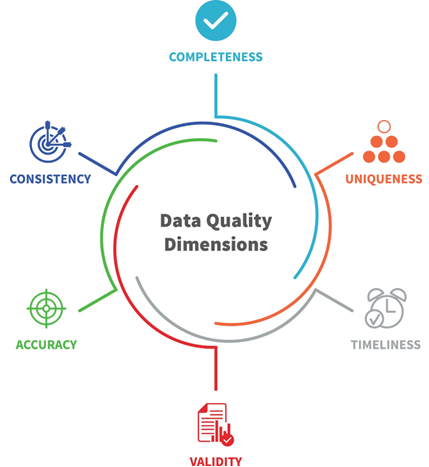 COMPLETENESS
CONSISTENCY
UNIQUENESS
Data Quality
Dimensions
ACCURACY
TIMELINESS
VALIDITY